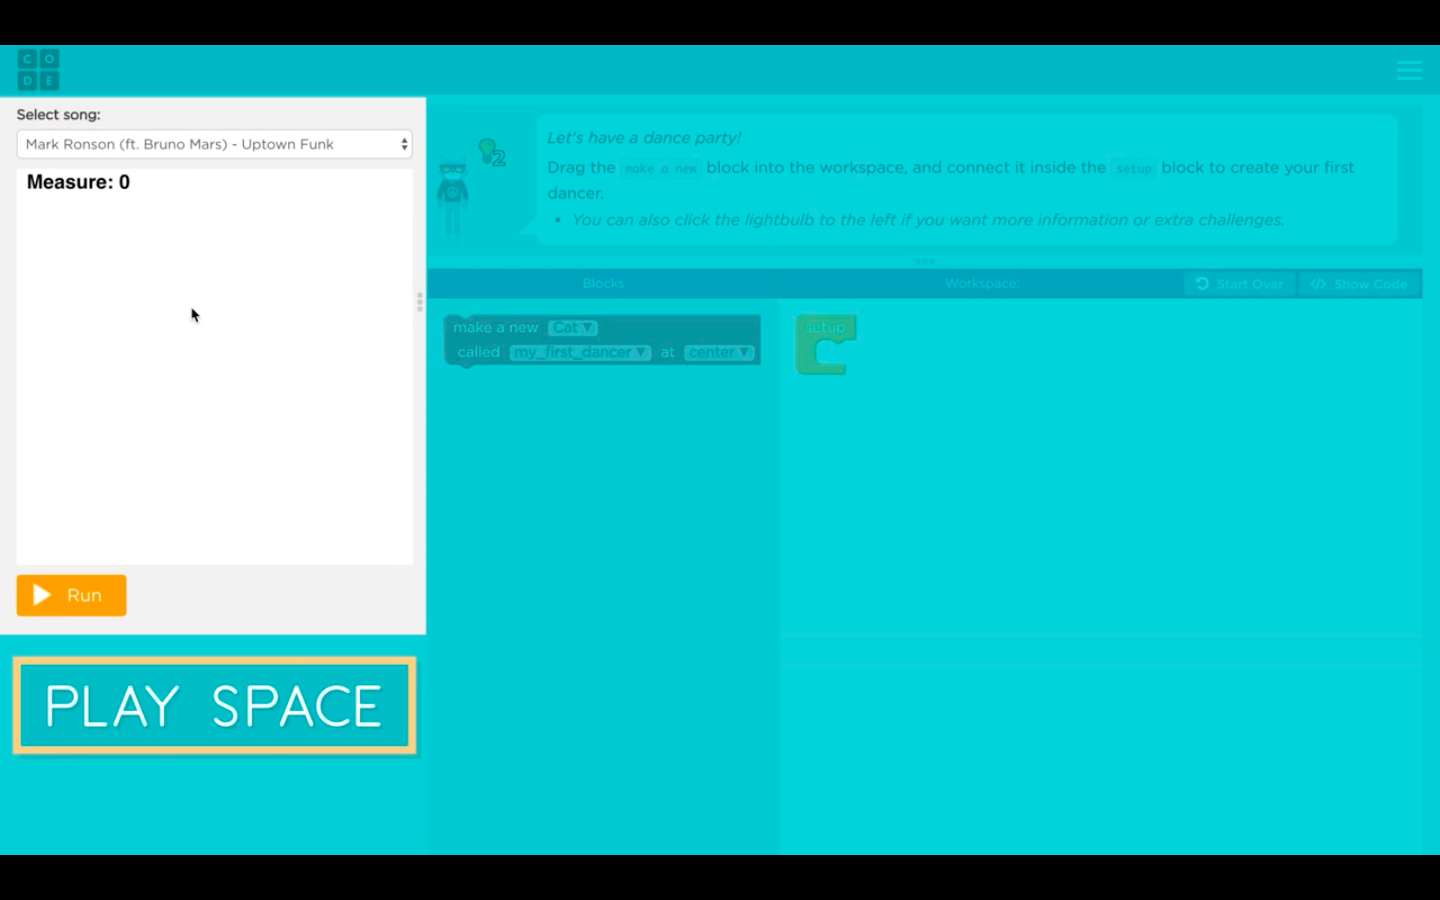 C O
D E
Select song:
Mark Ronson (ft. Bruno Mars) - Uptown Funk
Measure: 0
Run
PLAY SPACE
2
Let's have a dance party!
Drag the make a new block into the workspace, and connect it inside the setup block to create your first
dancer.
• You can also click the lightbulb to the left if you want more information or extra challenges.
Blocks
Workspace:
Start Over
</> Show Code
make a new Cat
called my_first_dancer at center
setup